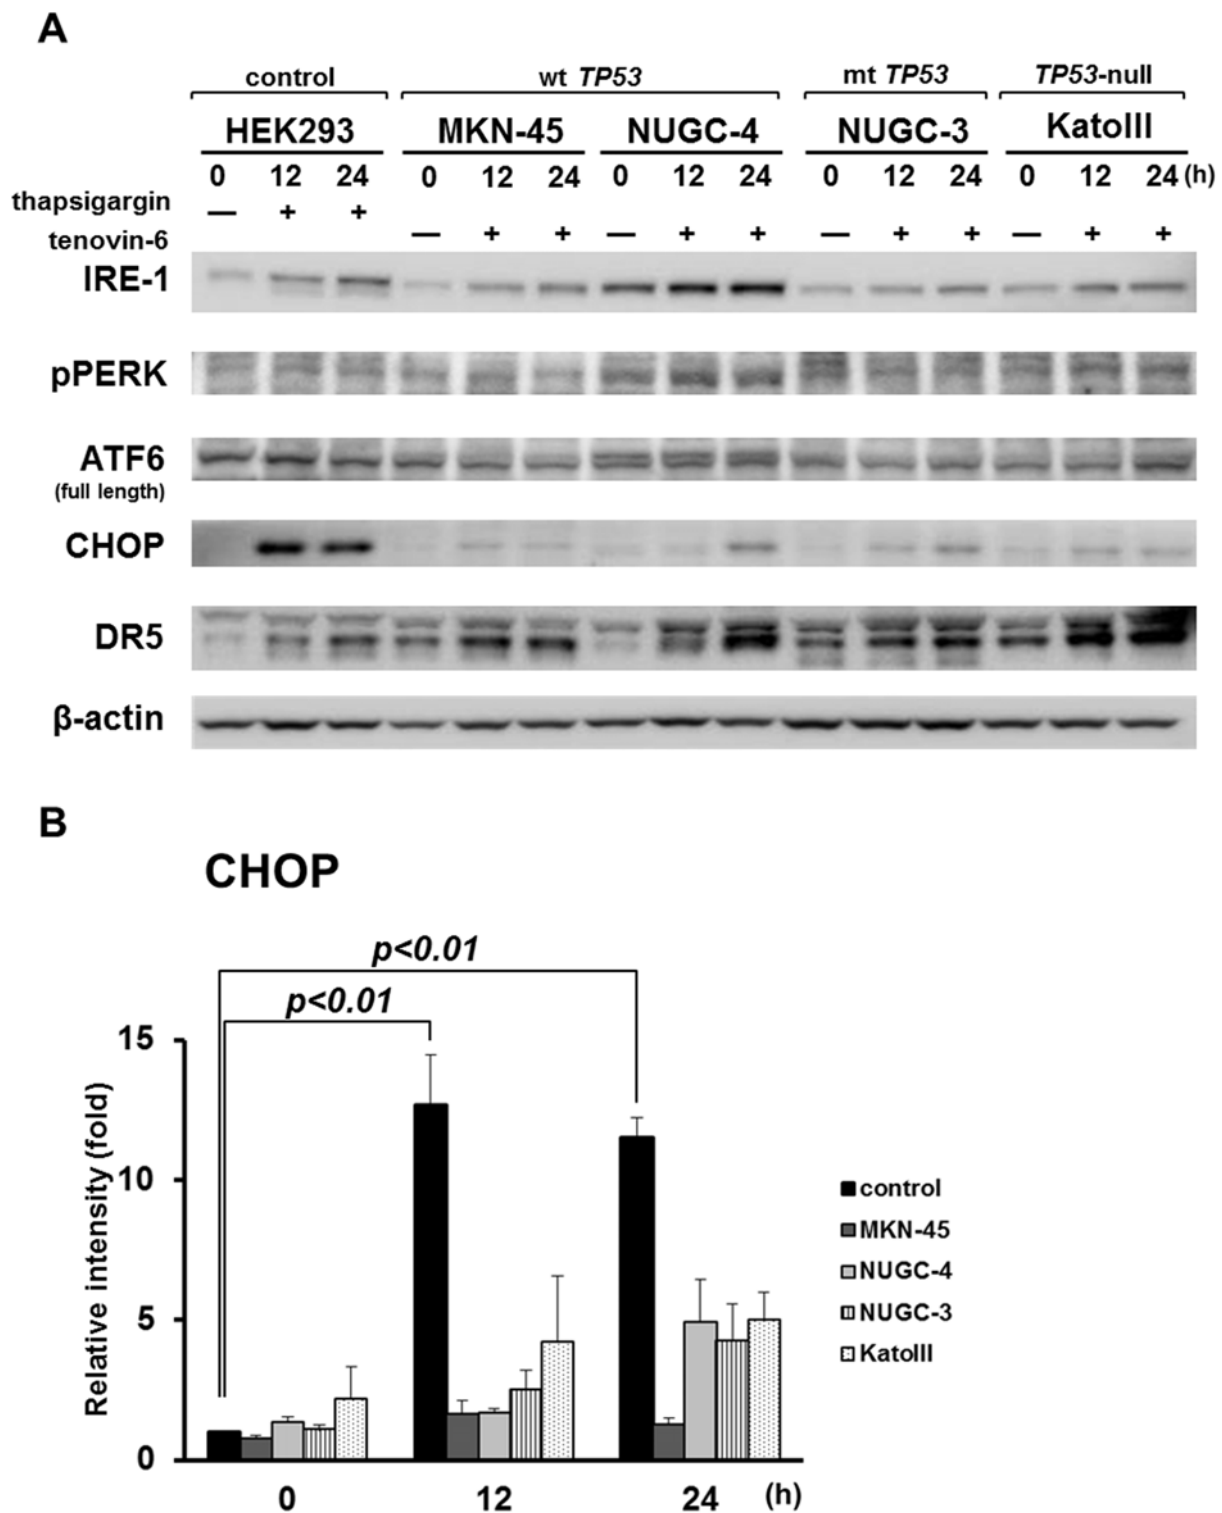 A
control wt TP53 mt TP53 TP53-null
HEK293 MKN-45 NUGC-4 NUGC-3 KatoIII
0 12 24 0 12 24 0 12 24 0 12 24 0 12 24 (h)
thapsigargin — + +
tenovin-6 — + + — + + — + + — + +
IRE-1
pPERK
ATF6
(full length)
CHOP
DR5
β-actin
B
CHOP
p<0.01
p<0.01
15
10
5
0
Relative intensity (fold)
0 12 24 (h)
control
MKN-45
NUGC-4
NUGC-3
KatoIII